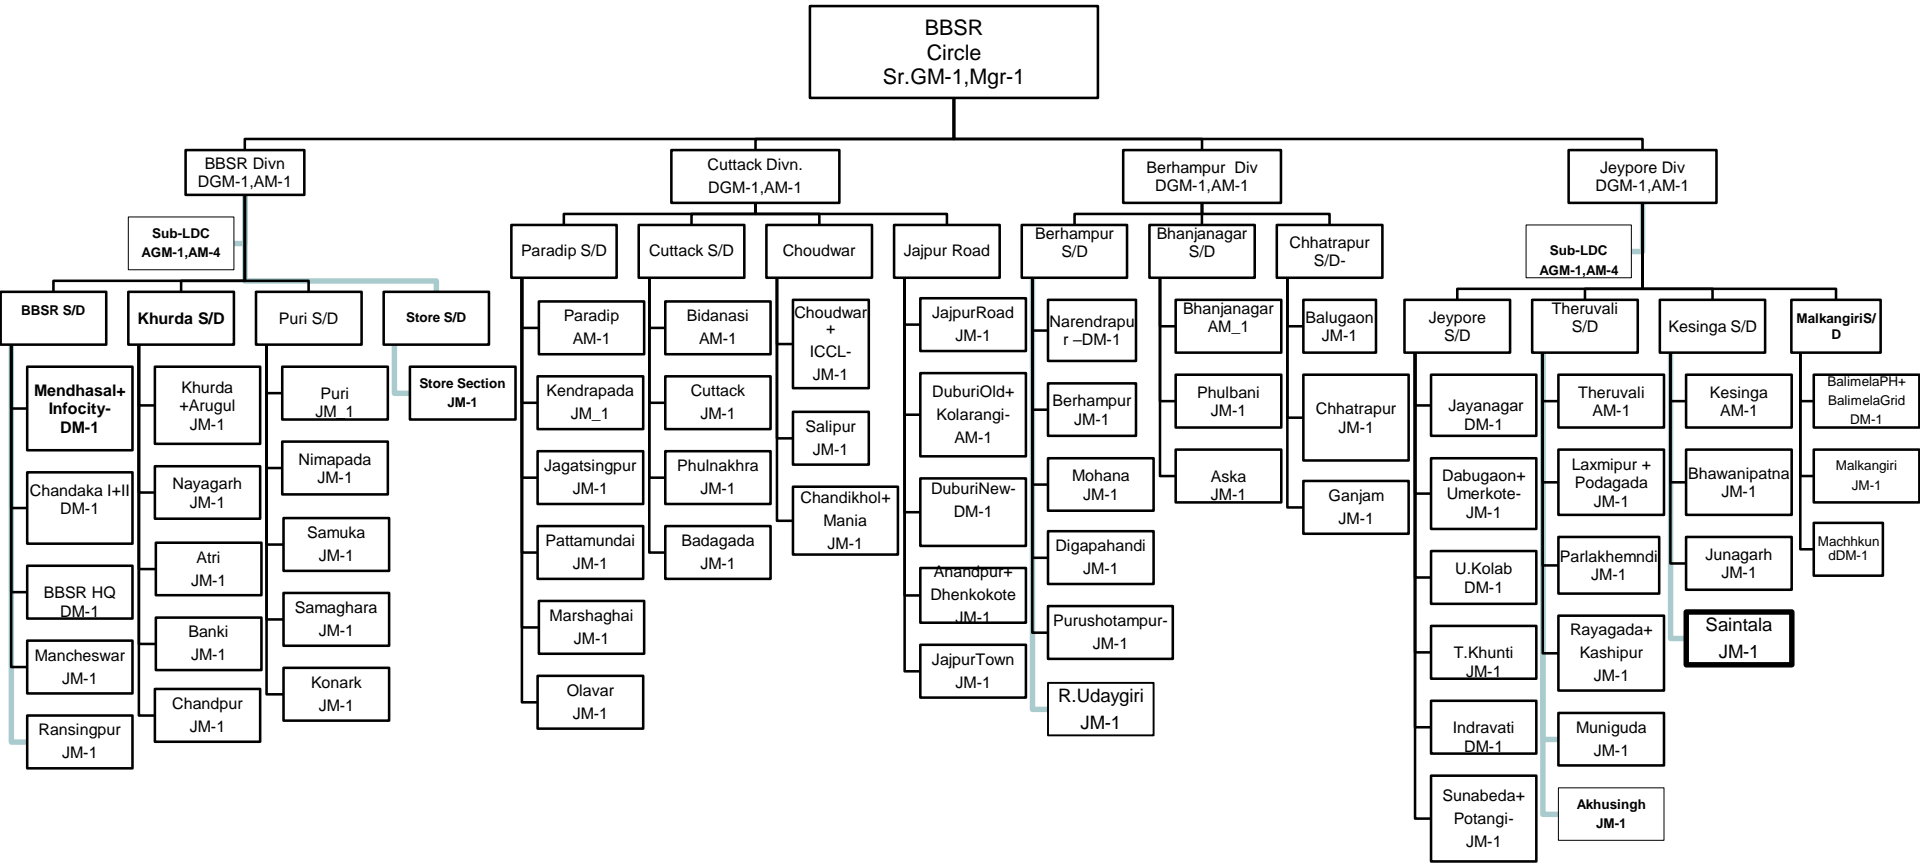 BBSR
Circle
Sr.GM-1,Mgr-1
BBSR Divn
DGM-1,AM-1
Sub-LDC
AGM-1,AM-4
BBSR S/D
Mendhasal+
Infocity-
DM-1
Chandaka I+II
DM-1
BBSR HQ
DM-1
Mancheswar
JM-1
Ransingpur
JM-1
Khurda S/D
Khurda
+Arugul
JM-1
Nayagarh
JM-1
Atri
JM-1
Banki
JM-1
Chandpur
JM-1
Puri S/D
Puri
JM_1
Nimapada
JM-1
Samuka
JM-1
Samaghara
JM-1
Konark
JM-1
Store S/D
Store Section
JM-1
Cuttack Divn.
DGM-1,AM-1
Paradip S/D
Paradip
AM-1
Kendrapada
JM_1
Jagatsingpur
JM-1
Pattamundai
JM-1
Marshaghai
JM-1
Olavar
JM-1
Cuttack S/D
Bidanasi
AM-1
Cuttack
JM-1
Phulnakhra
JM-1
Badagada
JM-1
Choudwar
Choudwar
+
ICCL-
JM-1
Salipur
JM-1
Chandikhol+
Mania
JM-1
Jajpur Road
JajpurRoad
JM-1
DuburiOld+
Kolarangi-
AM-1
DuburiNew-
DM-1
Anandpur+
Dhenkokote
JM-1
JajpurTown
JM-1
Berhampur Div
DGM-1,AM-1
Berhampur
S/D
Narendrapu
r –DM-1
Berhampur
JM-1
Mohana
JM-1
Digapahandi
JM-1
Purushotampur-
JM-1
R.Udaygiri
JM-1
Bhanjanagar
S/D
Bhanjanagar
AM_1
Phulbani
JM-1
Aska
JM-1
Chhatrapur
S/D-
Balugaon
JM-1
Chhatrapur
JM-1
Ganjam
JM-1
Jeypore Div
DGM-1,AM-1
Sub-LDC
AGM-1,AM-4
Jeypore
S/D
Jayanagar
DM-1
Dabugaon+
Umerkote-
JM-1
U.Kolab
DM-1
T.Khunti
JM-1
Indravati
DM-1
Sunabeda+
Potangi-
JM-1
Theruvali
S/D
Theruvali
AM-1
Laxmipur +
Podagada
JM-1
Parlakhemndi
JM-1
Rayagada+
Kashipur
JM-1
Muniguda
JM-1
Akhusingh
JM-1
Kesinga S/D
Kesinga
AM-1
Bhawanipatna
JM-1
Junagarh
JM-1
Saintala
JM-1
MalkangiriS/
D
BalimelaPH+
BalimelaGrid
DM-1
Malkangiri
JM-1
Machhkun
dDM-1